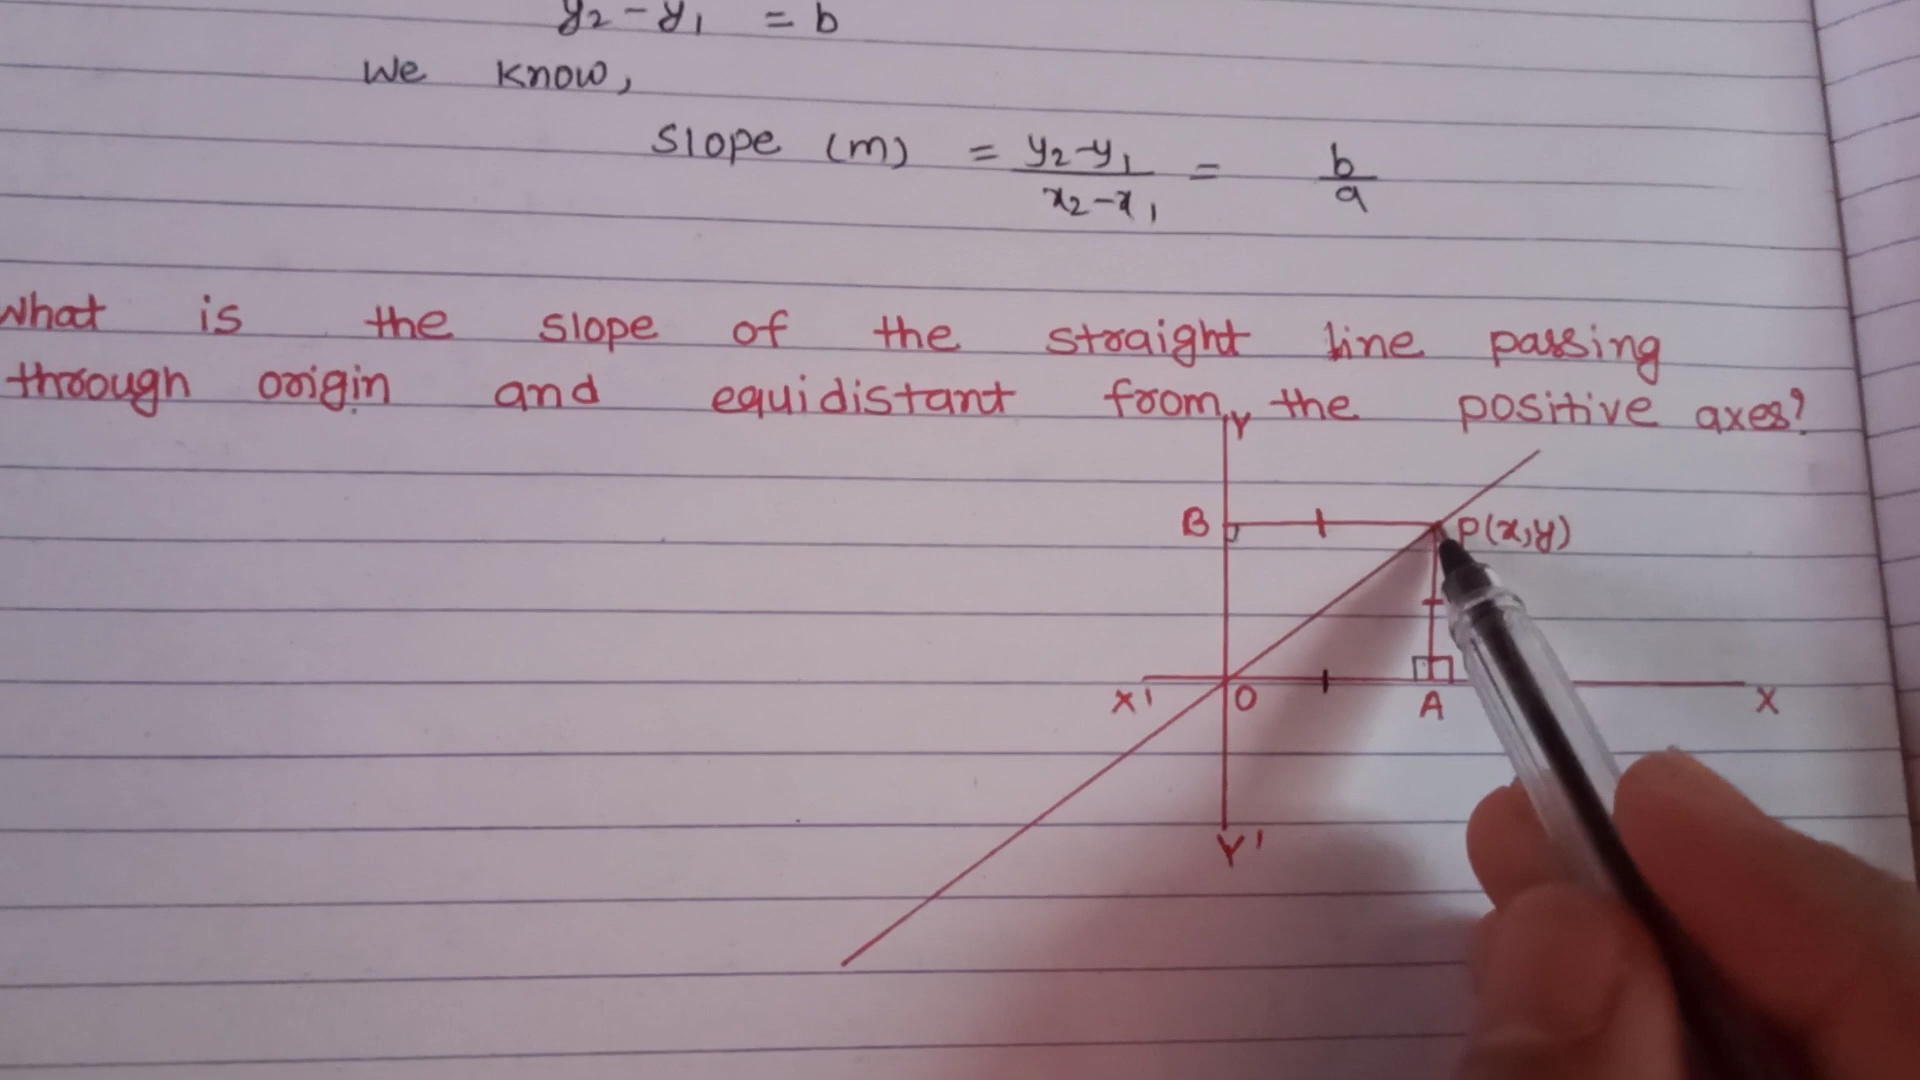 y₂ - y₁ = b
We know,
Slope (m) = y₂-y₁/x₂-x₁ = b/a
What is the slope of the straight line passing
through origin and equidistant from the positive axes?
Y
B
P(x,y)
X'
O
A
X
Y'